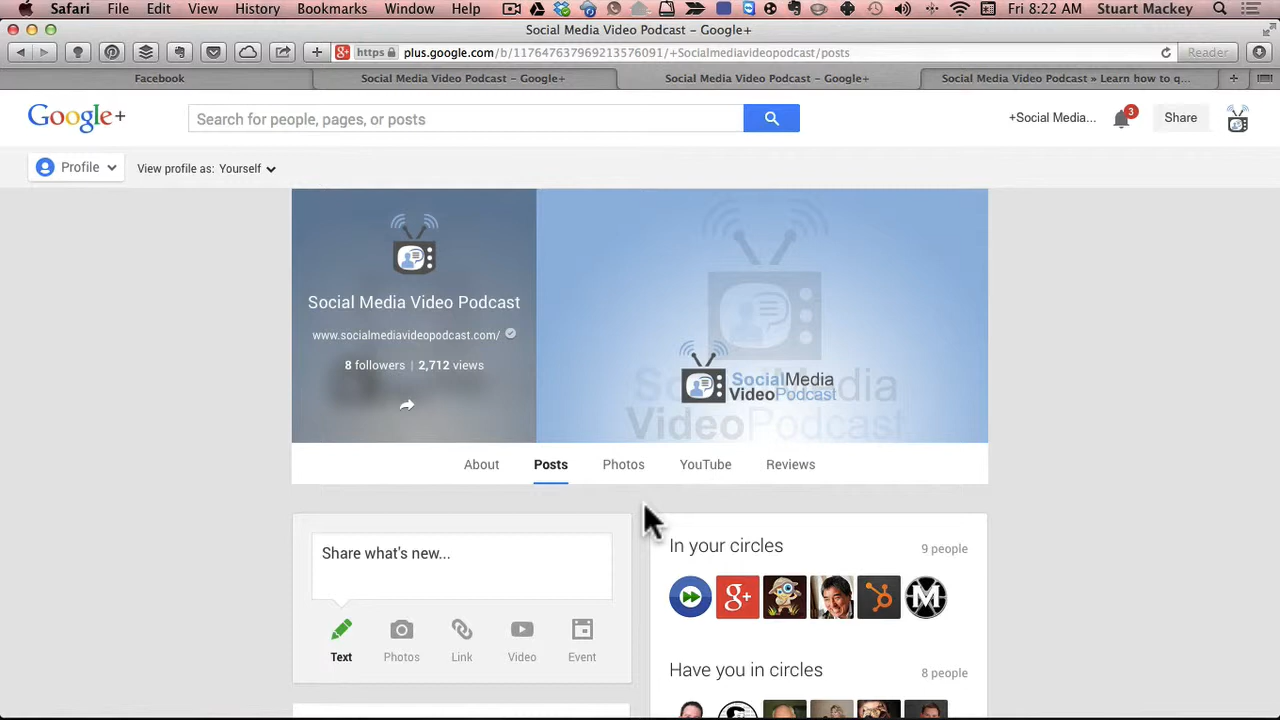 Safari File Edit View History Bookmarks Window Help Fri 8:22 AM Stuart Mackey
Social Media Video Podcast – Google+
https plus.google.com/b/117647637969213576091/+Socialmediavideopodcast/posts Reader
Facebook Social Media Video Podcast – Google+ Social Media Video Podcast – Google+ Social Media Video Podcast » Learn how to q...
Google+ Search for people, pages, or posts +Social Media... 3 Share
Profile View profile as: Yourself
Social Media Video Podcast
www.socialmediavideopodcast.com/
8 followers | 2,712 views
SocialMedia
VideoPodcast
Social Media
VideoPodcast
About Posts Photos YouTube Reviews
Share what's new...
Text Photos Link Video Event
In your circles 9 people
g+ M
Have you in circles 8 people